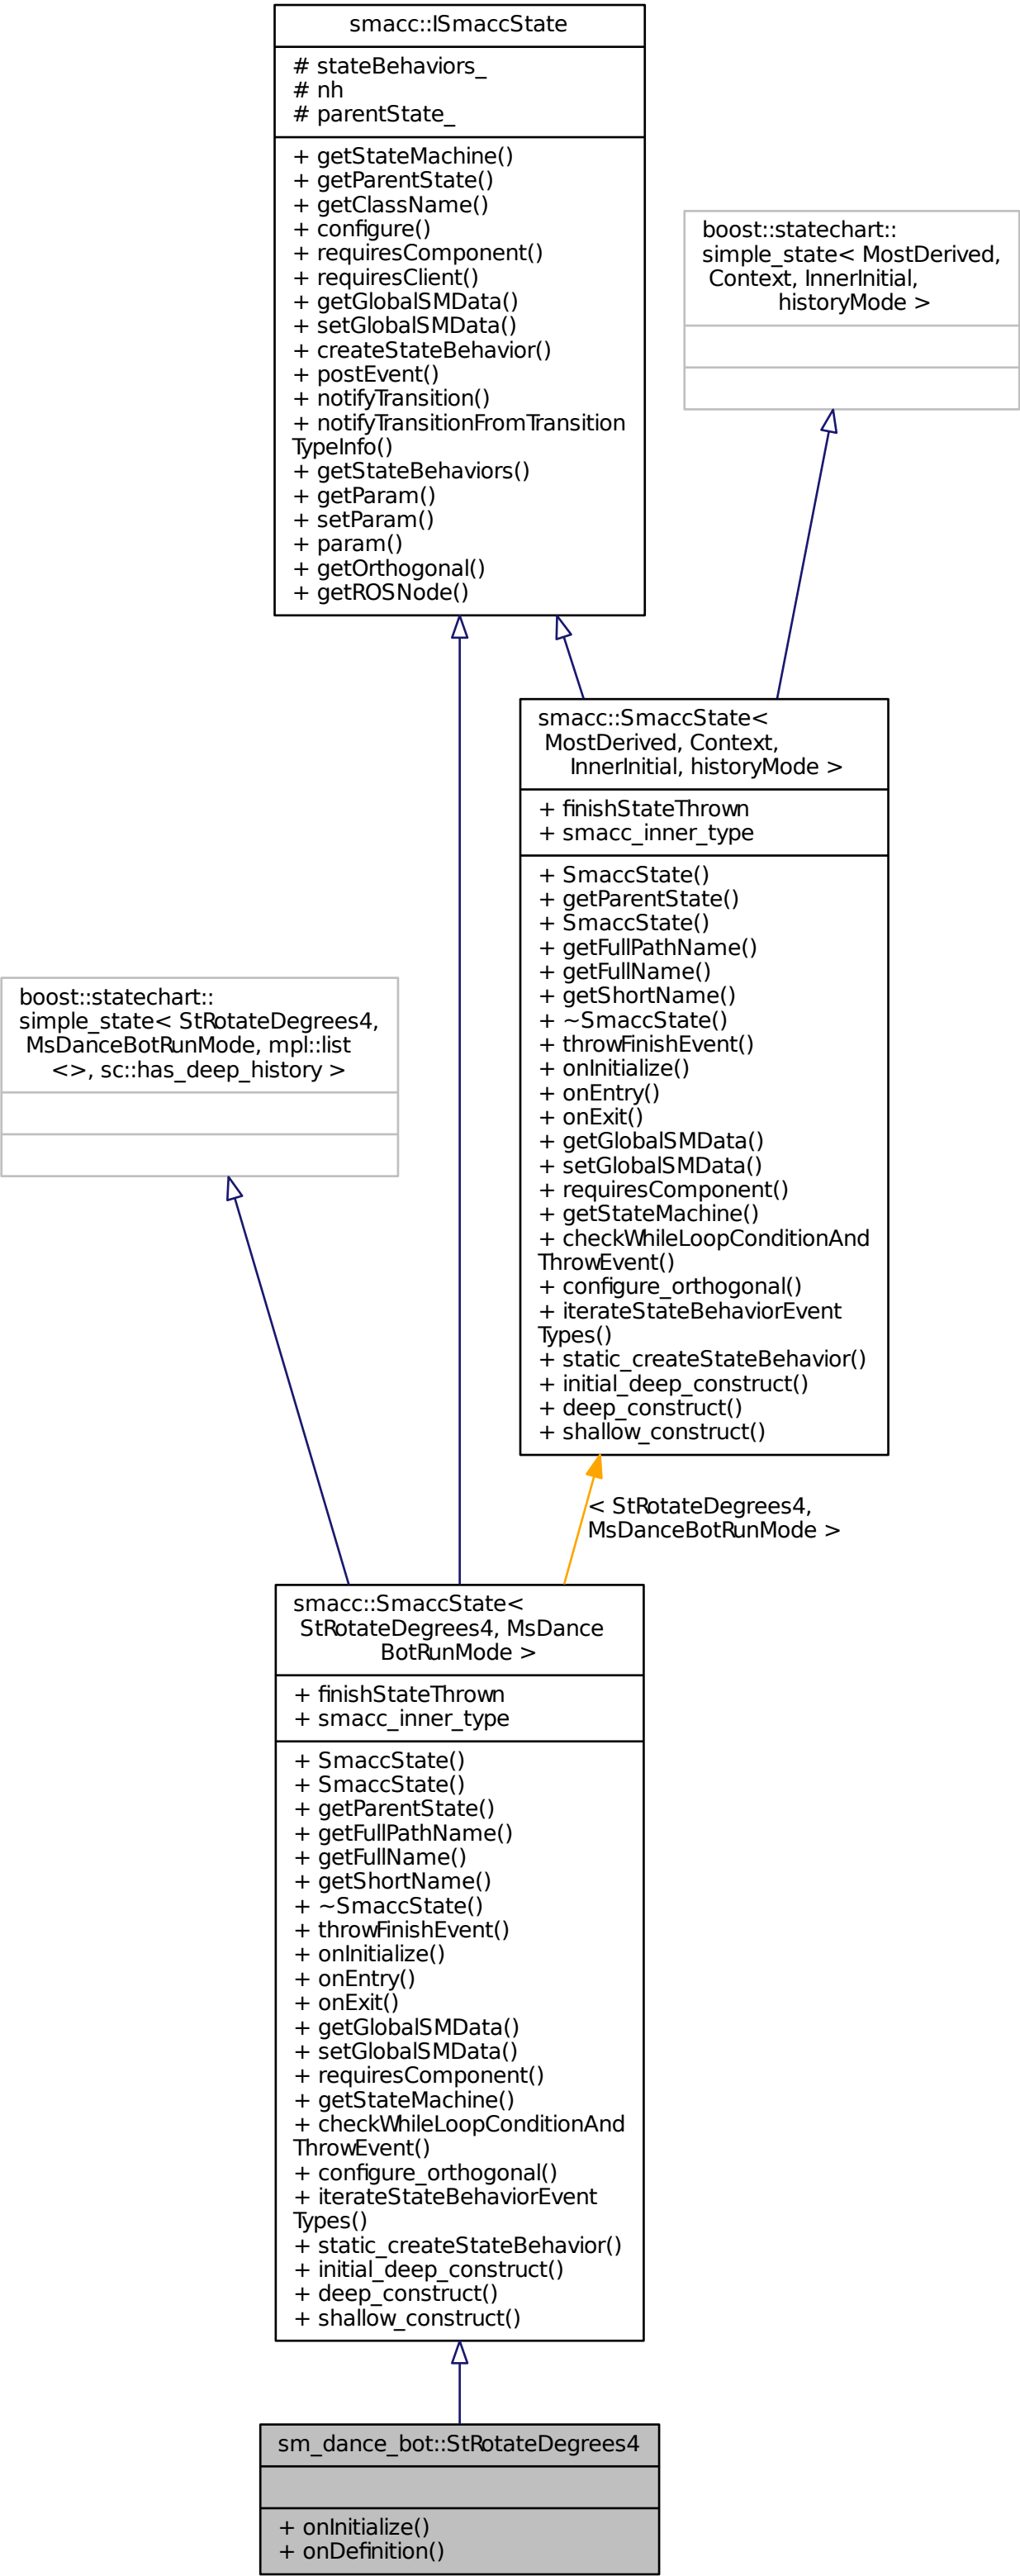 smacc::ISmaccState
# stateBehaviors_
# nh
# parentState_
+ getStateMachine()
+ getParentState()
+ getClassName()
+ configure()
+ requiresComponent()
+ requiresClient()
+ getGlobalSMData()
+ setGlobalSMData()
+ createStateBehavior()
+ postEvent()
+ notifyTransition()
+ notifyTransitionFromTransition
TypeInfo()
+ getStateBehaviors()
+ getParam()
+ setParam()
+ param()
+ getOrthogonal()
+ getROSNode()
boost::statechart::
simple_state< MostDerived,
Context, InnerInitial,
historyMode >
smacc::SmaccState<
MostDerived, Context,
InnerInitial, historyMode >
+ finishStateThrown
+ smacc_inner_type
+ SmaccState()
+ getParentState()
+ SmaccState()
+ getFullPathName()
+ getFullName()
+ getShortName()
+ ~SmaccState()
+ throwFinishEvent()
+ onInitialize()
+ onEntry()
+ onExit()
+ getGlobalSMData()
+ setGlobalSMData()
+ requiresComponent()
+ getStateMachine()
+ checkWhileLoopConditionAnd
ThrowEvent()
+ configure_orthogonal()
+ iterateStateBehaviorEvent
Types()
+ static_createStateBehavior()
+ initial_deep_construct()
+ deep_construct()
+ shallow_construct()
boost::statechart::
simple_state< StRotateDegrees4,
MsDanceBotRunMode, mpl::list
<>, sc::has_deep_history >
< StRotateDegrees4,
MsDanceBotRunMode >
smacc::SmaccState<
StRotateDegrees4, MsDance
BotRunMode >
+ finishStateThrown
+ smacc_inner_type
+ SmaccState()
+ SmaccState()
+ getParentState()
+ getFullPathName()
+ getFullName()
+ getShortName()
+ ~SmaccState()
+ throwFinishEvent()
+ onInitialize()
+ onEntry()
+ onExit()
+ getGlobalSMData()
+ setGlobalSMData()
+ requiresComponent()
+ getStateMachine()
+ checkWhileLoopConditionAnd
ThrowEvent()
+ configure_orthogonal()
+ iterateStateBehaviorEvent
Types()
+ static_createStateBehavior()
+ initial_deep_construct()
+ deep_construct()
+ shallow_construct()
sm_dance_bot::StRotateDegrees4
+ onInitialize()
+ onDefinition()